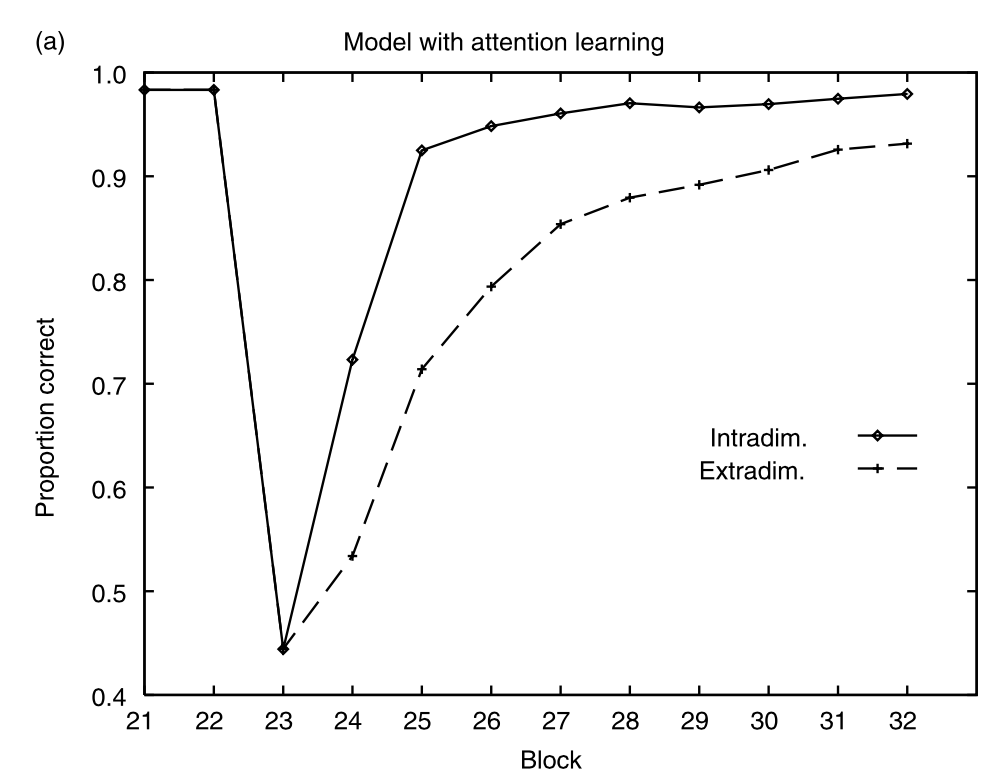 (a)
Model with attention learning
1.0
0.9
0.8
0.7
0.6
0.5
0.4
Proportion correct
Intradim.
Extradim.
21 22 23 24 25 26 27 28 29 30 31 32
Block